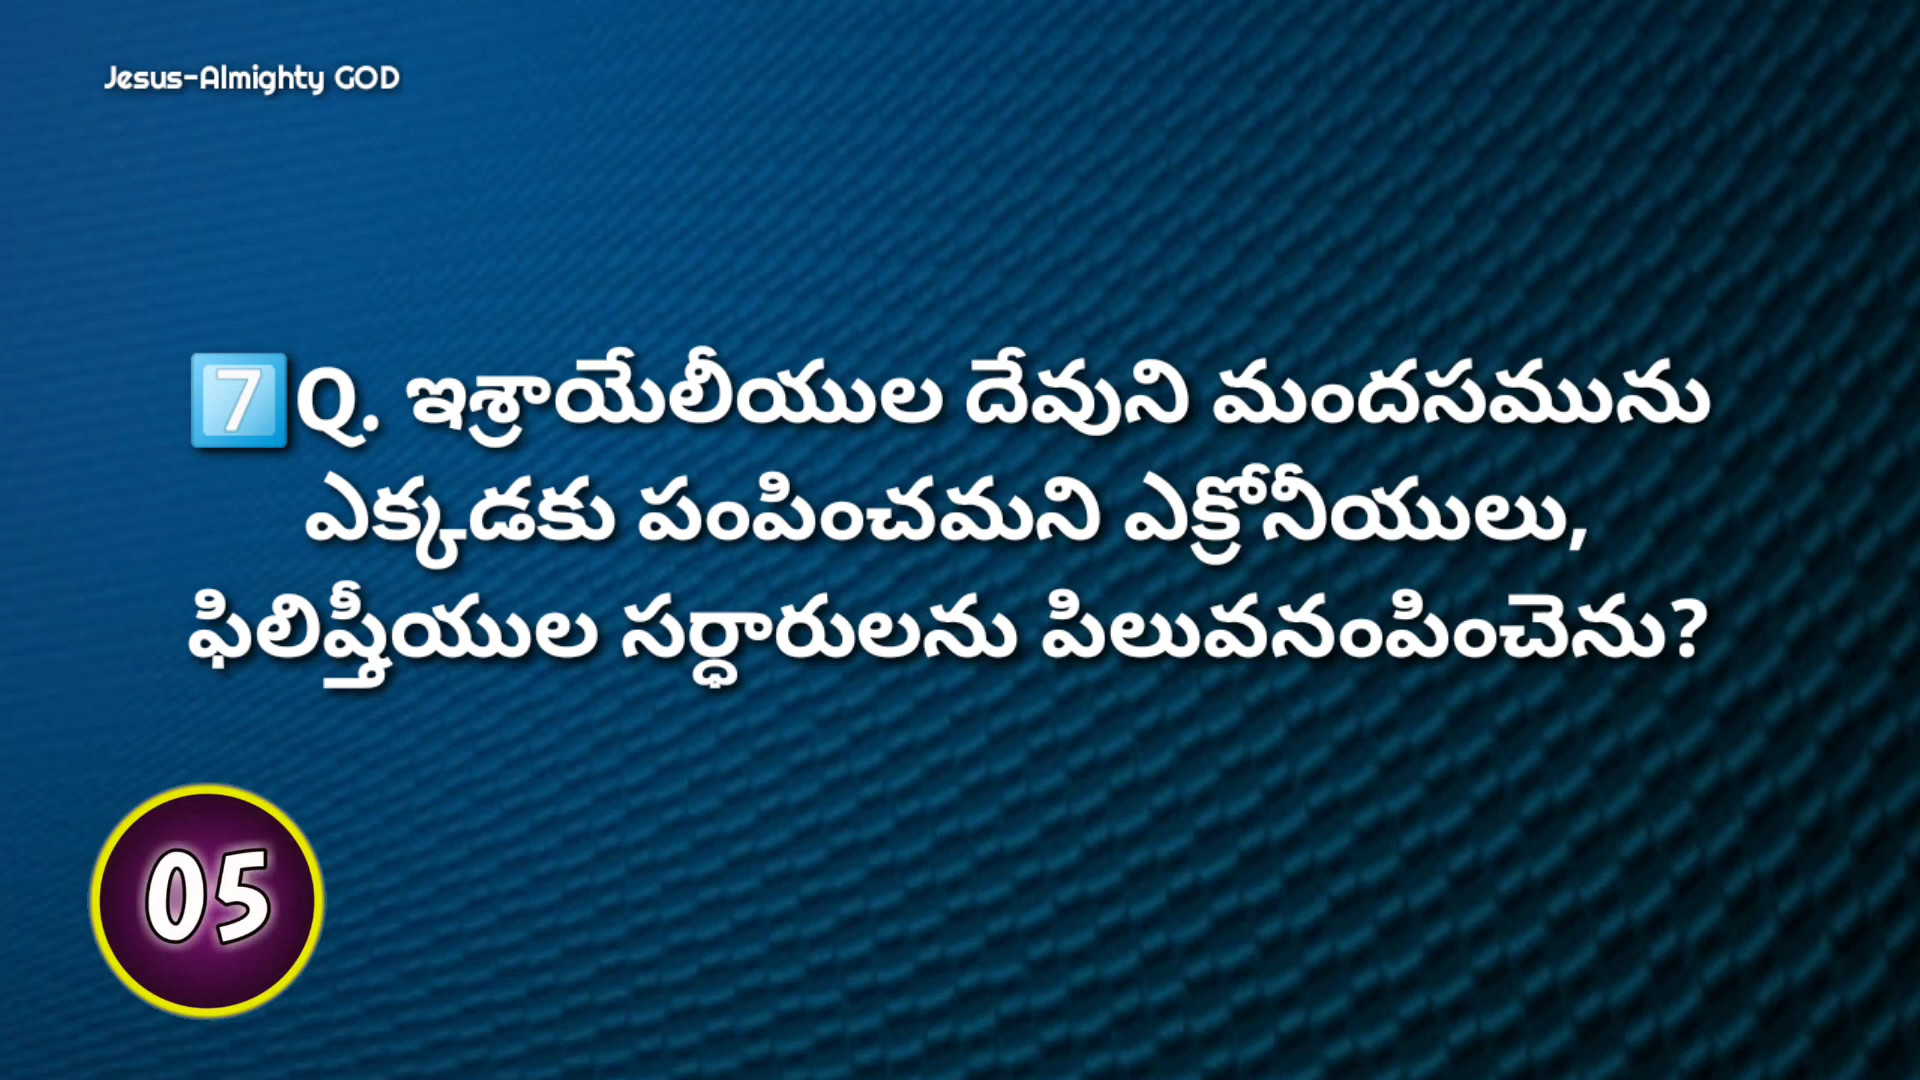 Jesus-Almighty GOD
7️⃣Q. ఇశ్రాయేలీయుల దేవుని మందసమును
ఎక్కడకు పంపించమని ఎక్రోనీయులు,
ఫిలిష్తీయుల సర్ధారులను పిలువనంపించెను?
05